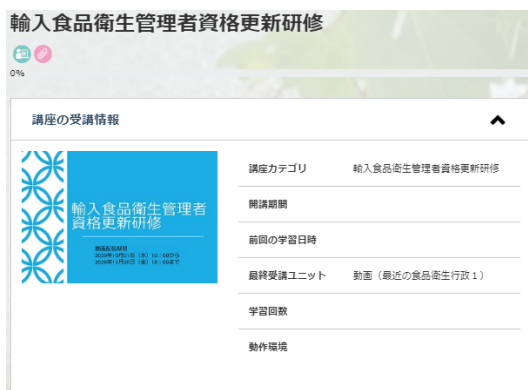 輸入食品衛生管理者資格更新研修
0%
講座の受講情報
輸入食品衛生管理者
資格更新研修
講座カテゴリ 輸入食品衛生管理者資格更新研修
開講期間
前回の学習日時
最終受講ユニット 動画（最近の食品衛生行政１）
学習回数
動作環境